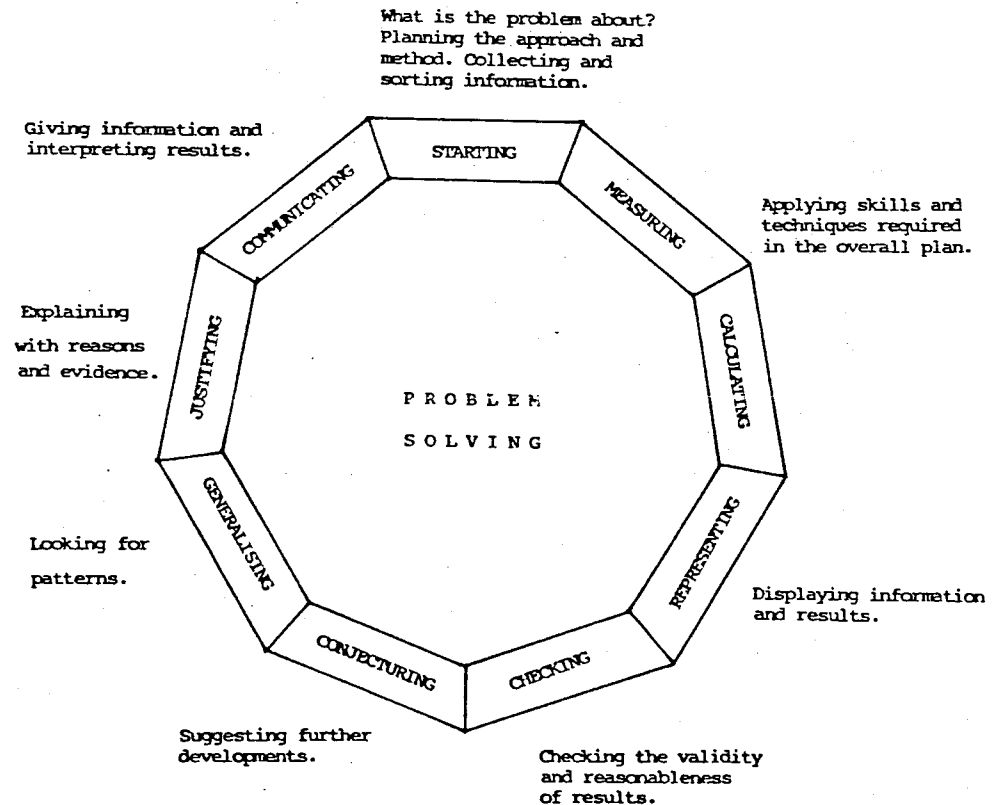 What is the problem about?
Planning the approach and
method. Collecting and
sorting information.
Giving information and
interpreting results.
STARTING
COMMUNICATING
MEASURING
Applying skills and
techniques required
in the overall plan.
Explaining
with reasons
and evidence.
JUSTIFYING
CALCULATING
PROBLEM
SOLVING
GENERALISING
REPRESENTING
Looking for
patterns.
Displaying information
and results.
CONJECTURING
CHECKING
Suggesting further
developments.
Checking the validity
and reasonableness
of results.